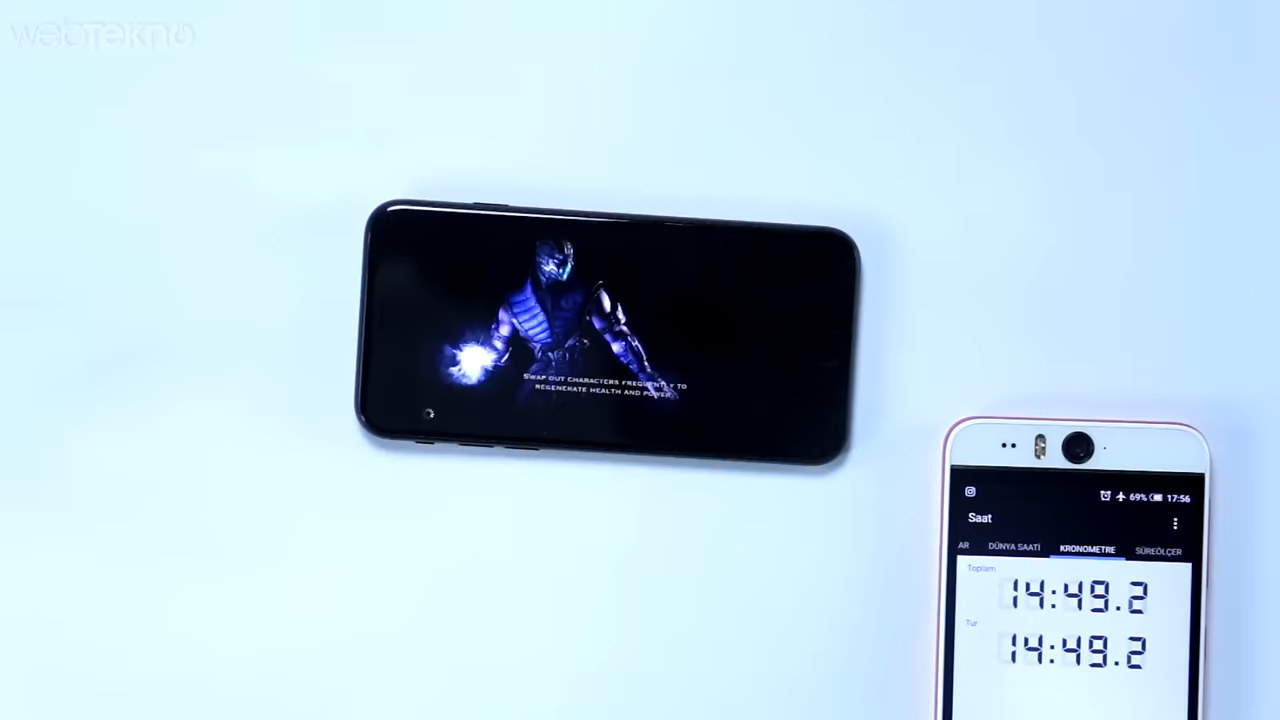 webtekno
SWAP OUT CHARACTERS FREQUENTLY TO
REGENERATE HEALTH AND POWER.
69% 17:56
Saat
AR DÜNYA SAATİ KRONOMETRE SÜREÖLÇER
Toplam
14:49.2
Tur
14:49.2